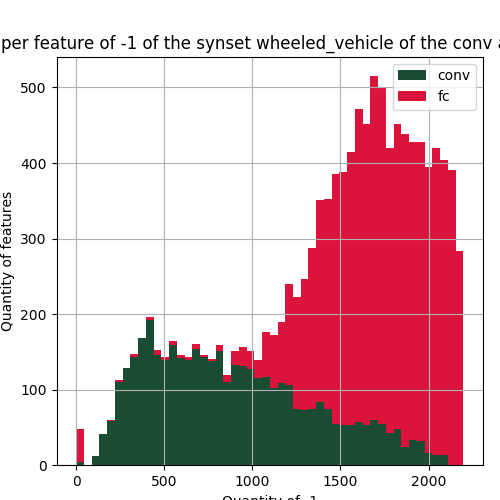 per feature of -1 of the synset wheeled_vehicle of the conv
conv
fc
500
400
300
200
100
0
Quantity of features
0
500
1000
1500
2000
Quantity of -1